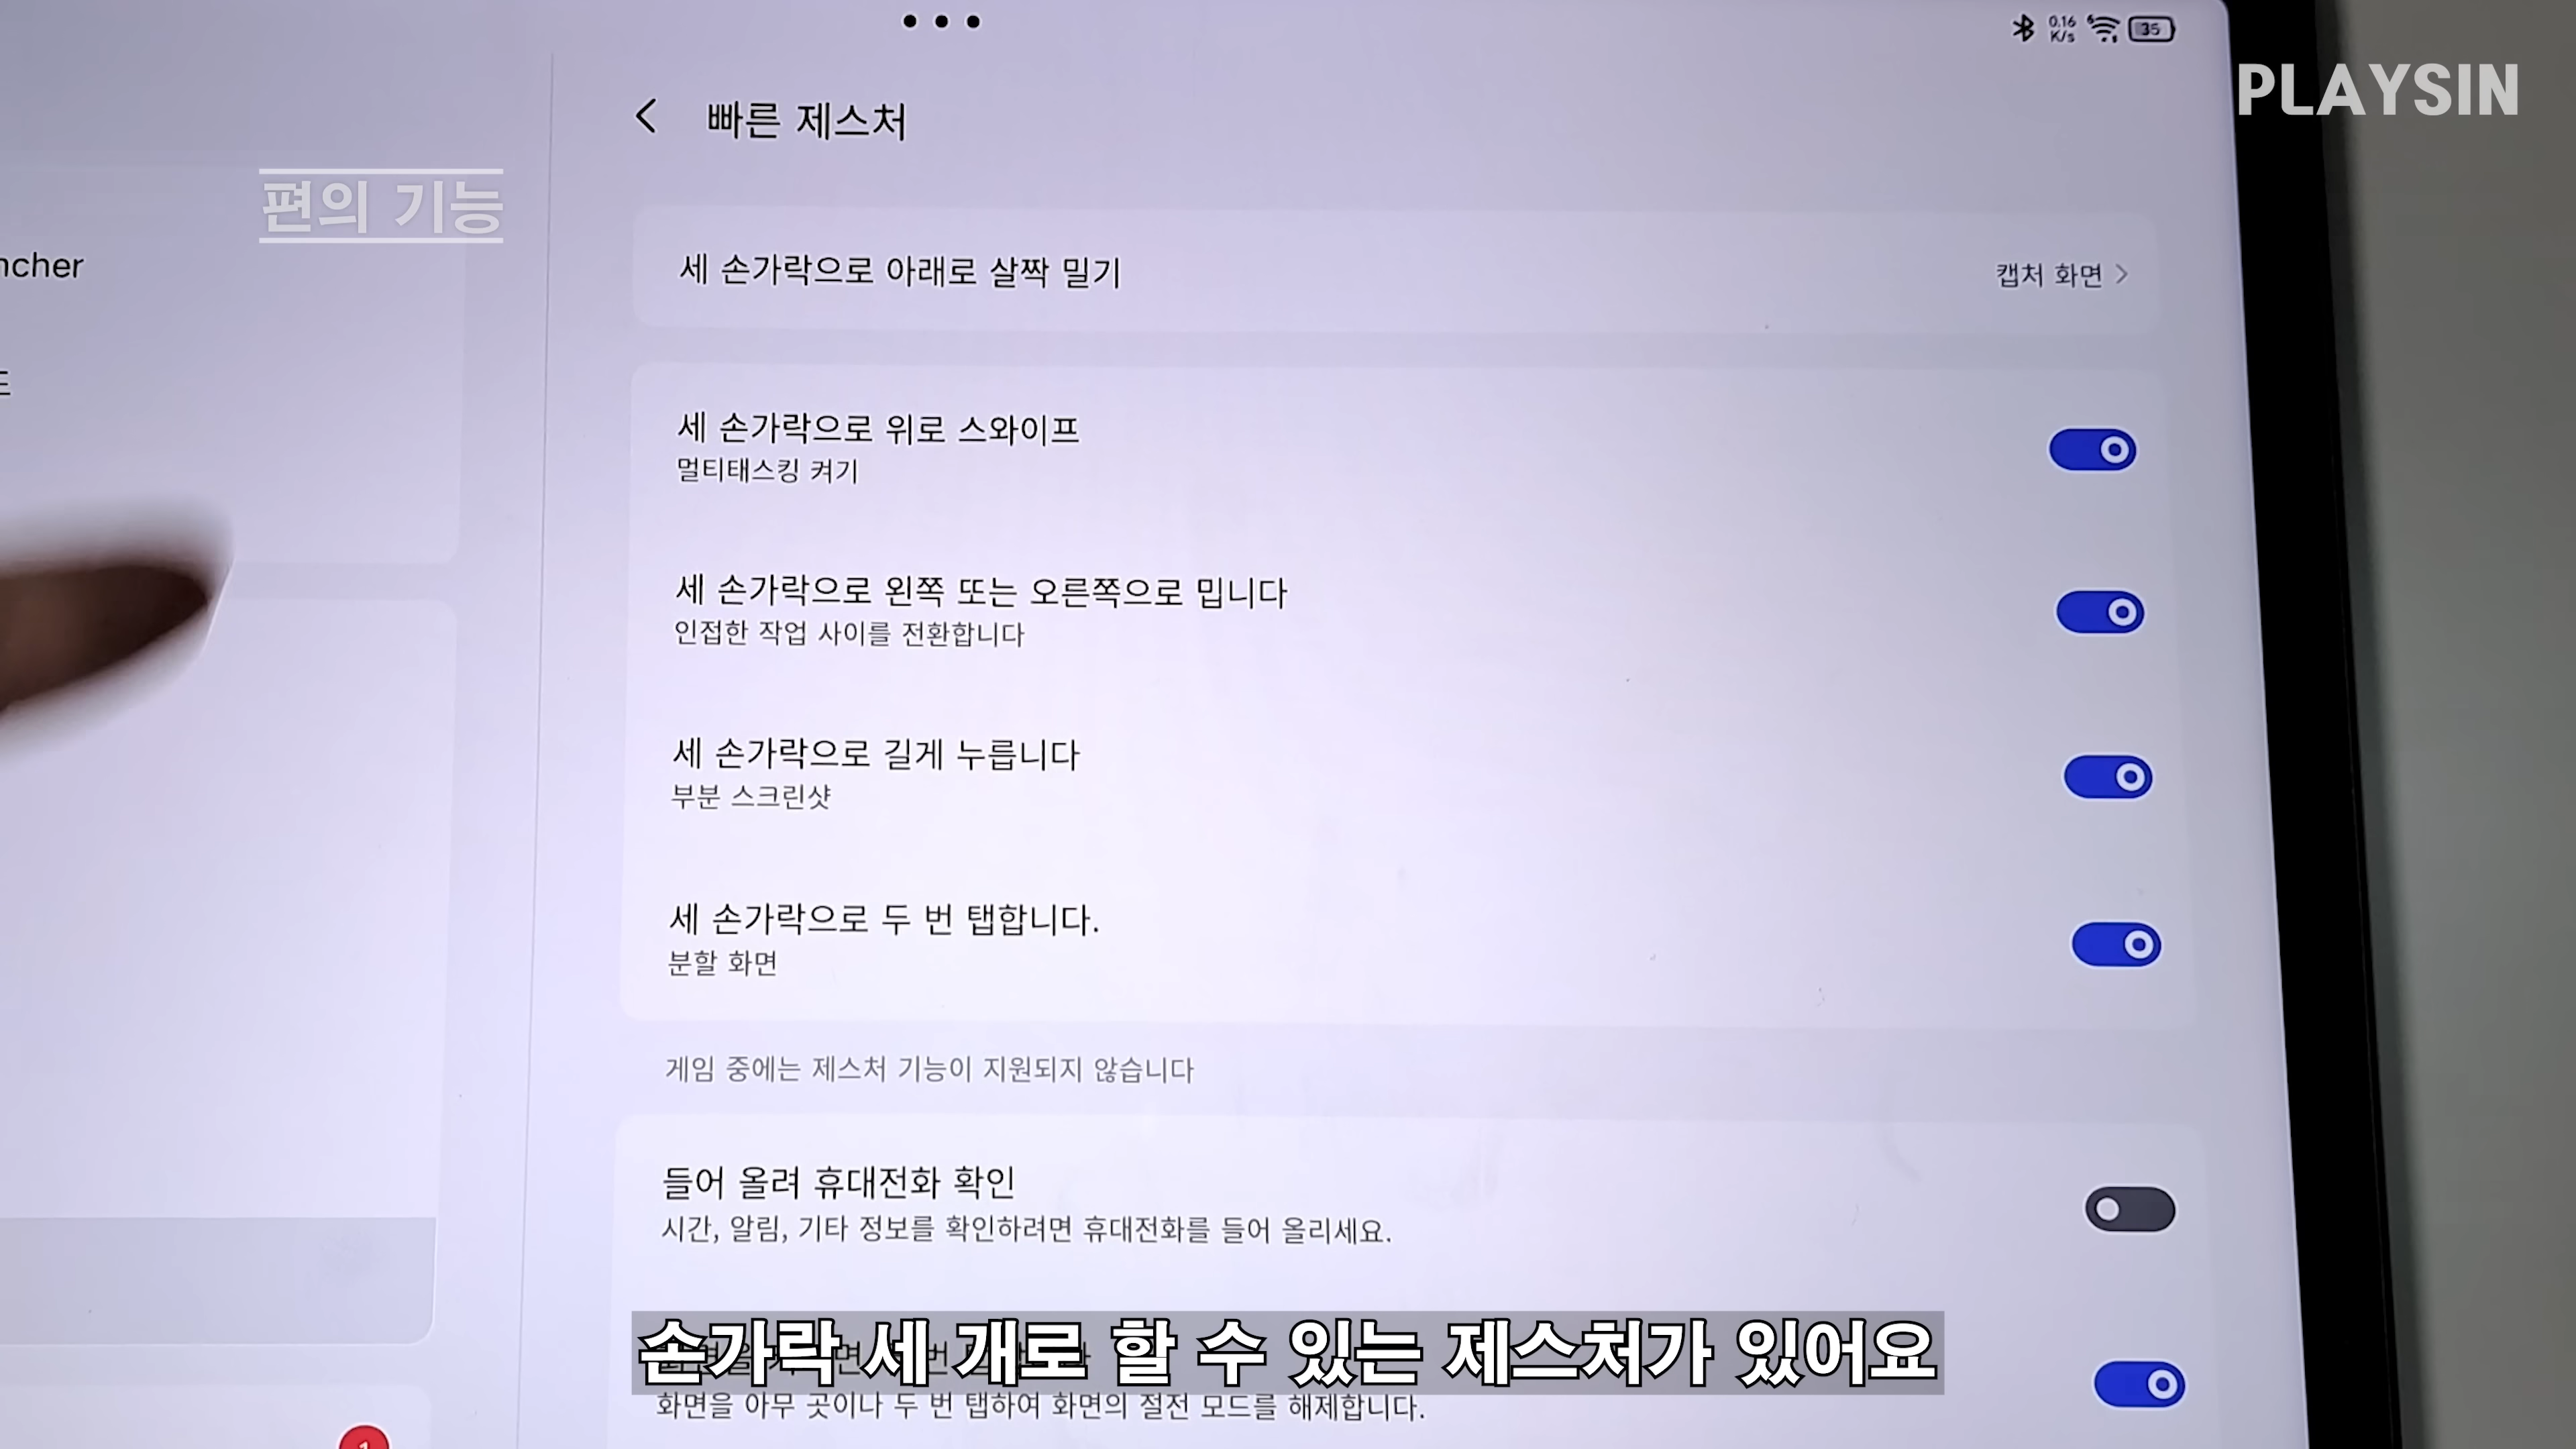 0.16
K/s
35
PLAYSIN
빠른 제스처
편의 기능
ncher
세 손가락으로 아래로 살짝 밀기
캡처 화면
세 손가락으로 위로 스와이프
멀티태스킹 켜기
세 손가락으로 왼쪽 또는 오른쪽으로 밉니다
인접한 작업 사이를 전환합니다
세 손가락으로 길게 누릅니다
부분 스크린샷
세 손가락으로 두 번 탭합니다.
분할 화면
게임 중에는 제스처 기능이 지원되지 않습니다
들어 올려 휴대전화 확인
시간, 알림, 기타 정보를 확인하려면 휴대전화를 들어 올리세요.
손가락 세 개로 할 수 있는 제스처가 있어요
화면을 아무 곳이나 두 번 탭하여 화면의 절전 모드를 해제합니다.